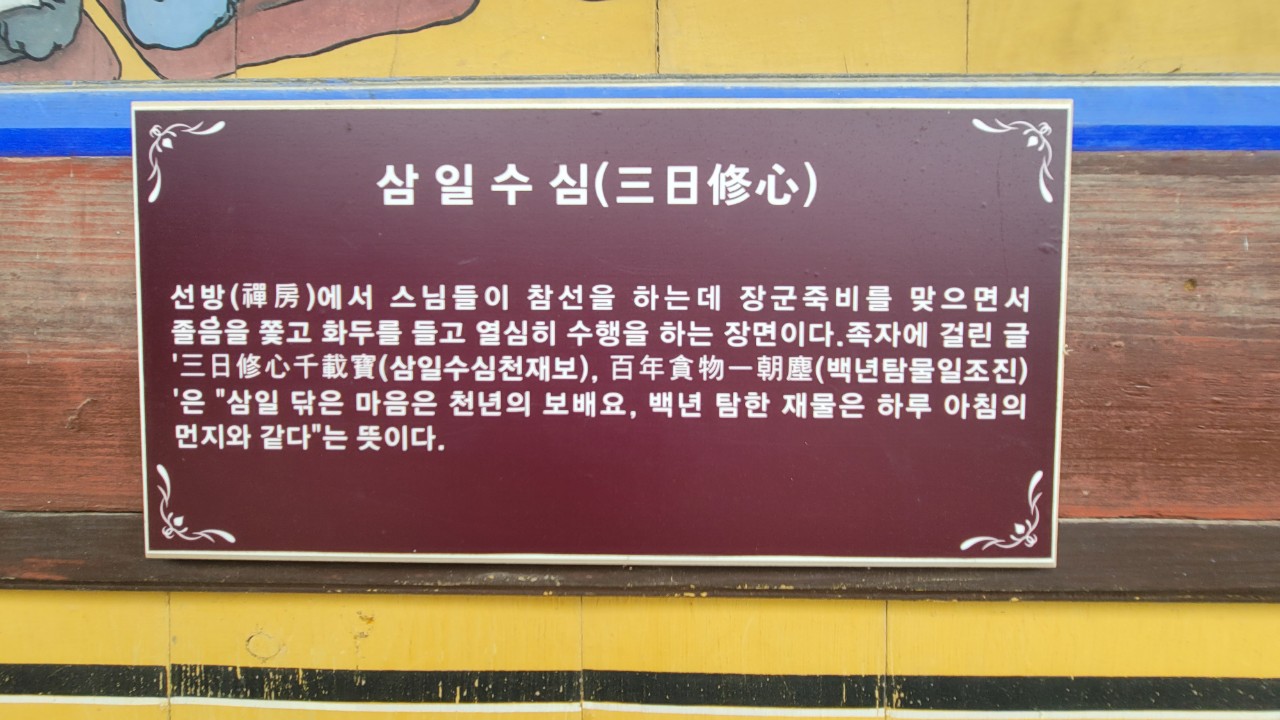 삼일수심(三日修心)
선방(禪房)에서 스님들이 참선을 하는데 장군죽비를 맞으면서
졸음을 쫓고 화두를 들고 열심히 수행을 하는 장면이다.족자에 걸린 글
'三日修心千載寶(삼일수심천재보), 百年貪物一朝塵(백년탐물일조진)
'은 "삼일 닦은 마음은 천년의 보배요, 백년 탐한 재물은 하루 아침의
먼지와 같다"는 뜻이다.